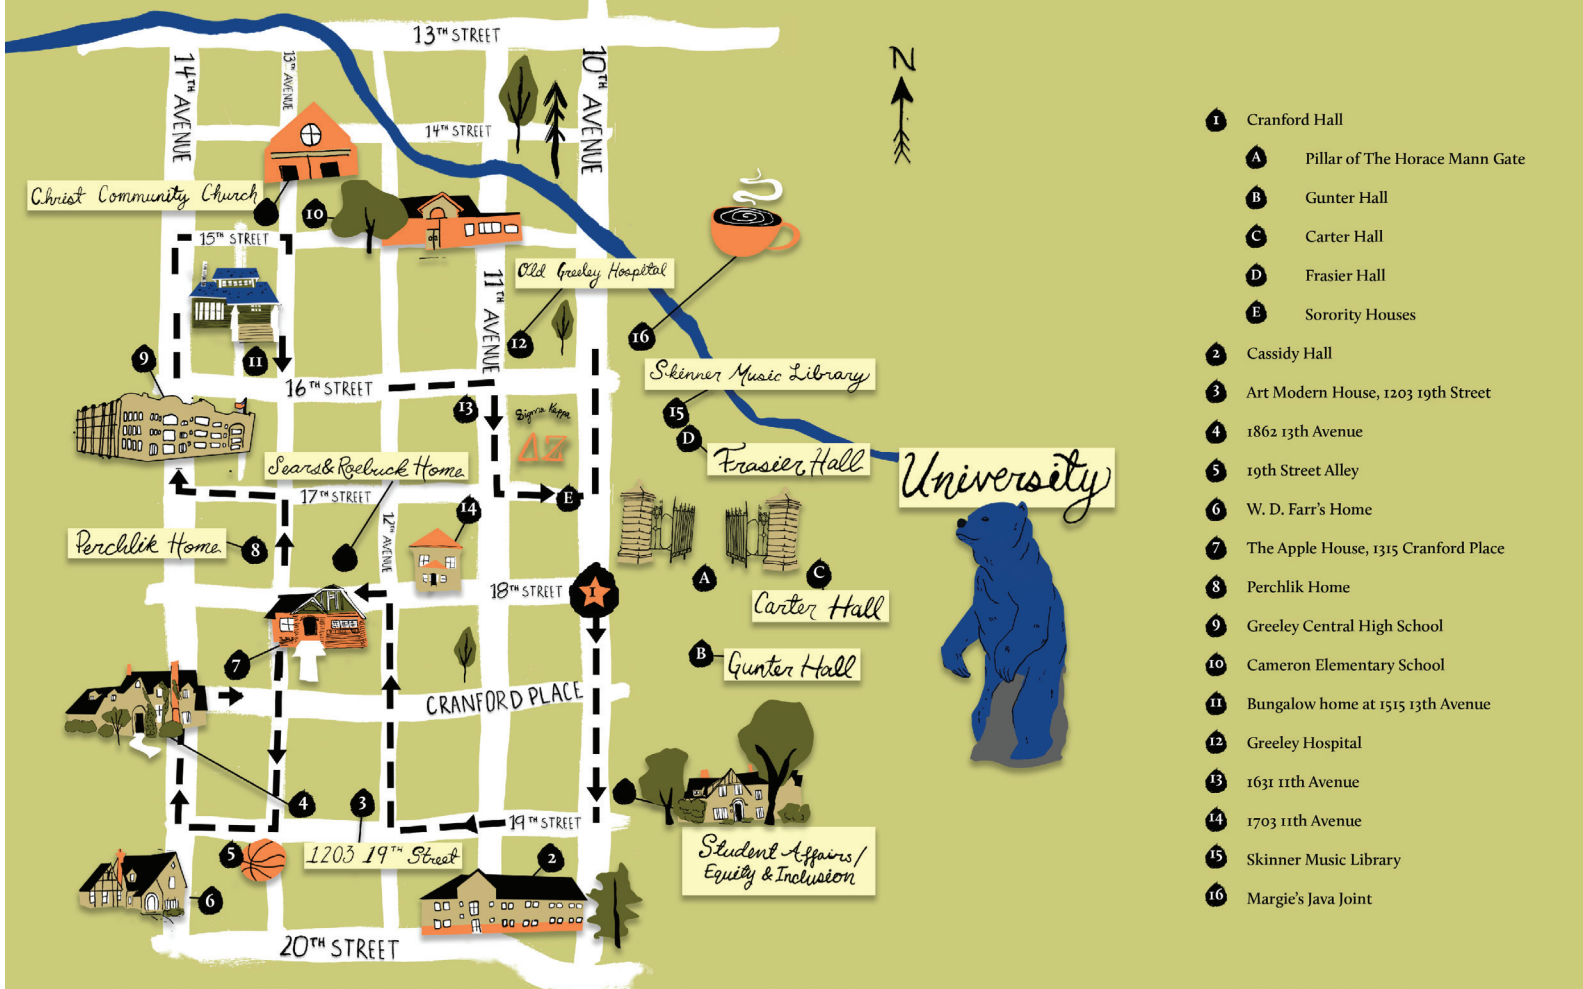 13TH STREET
14TH AVENUE
13TH AVENUE
10TH AVENUE
N
14TH STREET
Christ Community Church
10
15TH STREET
Old Greeley Hospital
11TH AVENUE
12
16
9
11
16TH STREET
13
Skinner Music Library
15
D
Frasier Hall
Sigma Kappa
ΔΖ
Sears & Roebuck Home
17TH STREET
E
University
14
12TH AVENUE
Perchlik Home
8
A
C
Carter Hall
18TH STREET
1
7
B
Gunter Hall
CRANFORD PLACE
4
3
19TH STREET
5
1203 19TH Street
2
Student Affairs/
Equity & Inclusion
6
20TH STREET
1 Cranford Hall
A Pillar of The Horace Mann Gate
B Gunter Hall
C Carter Hall
D Frasier Hall
E Sorority Houses
2 Cassidy Hall
3 Art Modern House, 1203 19th Street
4 1862 13th Avenue
5 19th Street Alley
6 W. D. Farr's Home
7 The Apple House, 1315 Cranford Place
8 Perchlik Home
9 Greeley Central High School
10 Cameron Elementary School
11 Bungalow home at 1515 13th Avenue
12 Greeley Hospital
13 1631 11th Avenue
14 1703 11th Avenue
15 Skinner Music Library
16 Margie's Java Joint